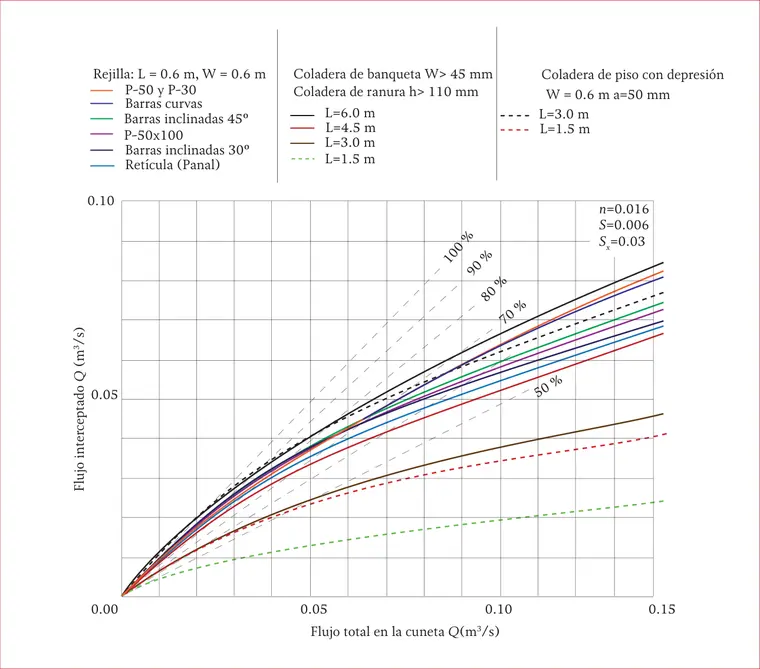 Rejilla: L = 0.6 m, W = 0.6 m
P-50 y P-30
Barras curvas
Barras inclinadas 45º
P-50x100
Barras inclinadas 30º
Retícula (Panal)
Coladera de banqueta W> 45 mm
Coladera de ranura h> 110 mm
L=6.0 m
L=4.5 m
L=3.0 m
L=1.5 m
Coladera de piso con depresión
W = 0.6 m a=50 mm
L=3.0 m
L=1.5 m
n=0.016
S=0.006
Sx=0.03
100 %
90 %
80 %
70 %
50 %
0.10
0.05
Flujo interceptado Q (m³/s)
0.00
0.05
0.10
0.15
Flujo total en la cuneta Q(m³/s)